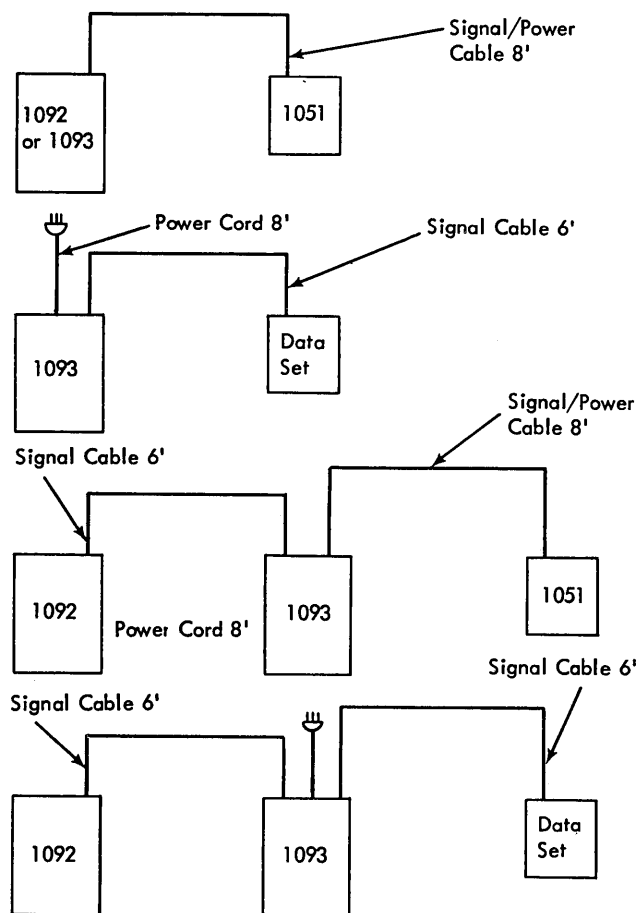 Signal/Power
Cable 8'
1092
or 1093
1051
Power Cord 8'
Signal Cable 6'
1093
Data
Set
Signal/Power
Cable 8'
Signal Cable 6'
1092
Power Cord 8'
1093
1051
Signal Cable 6'
Signal Cable 6'
1092
1093
Data
Set